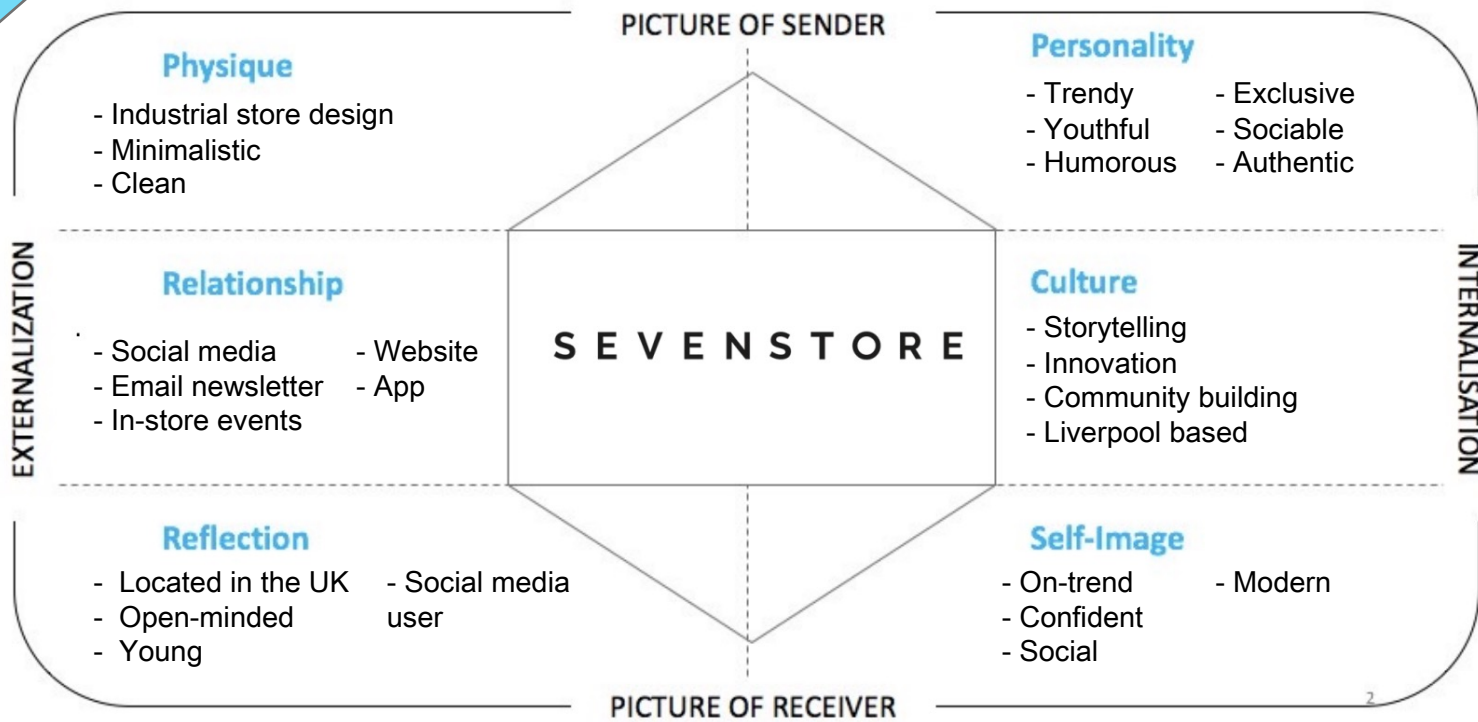 PICTURE OF SENDER
Physique
- Industrial store design
- Minimalistic
- Clean
Personality
- Trendy
- Youthful
- Humorous
- Exclusive
- Sociable
- Authentic
EXTERNALIZATION
Relationship
.
- Social media
- Email newsletter
- In-store events
- Website
- App
SEVENSTORE
Culture
- Storytelling
- Innovation
- Community building
- Liverpool based
INTERNALISATION
Reflection
- Located in the UK
- Open-minded
- Young
- Social media
user
Self-Image
- On-trend
- Confident
- Social
- Modern
PICTURE OF RECEIVER
2